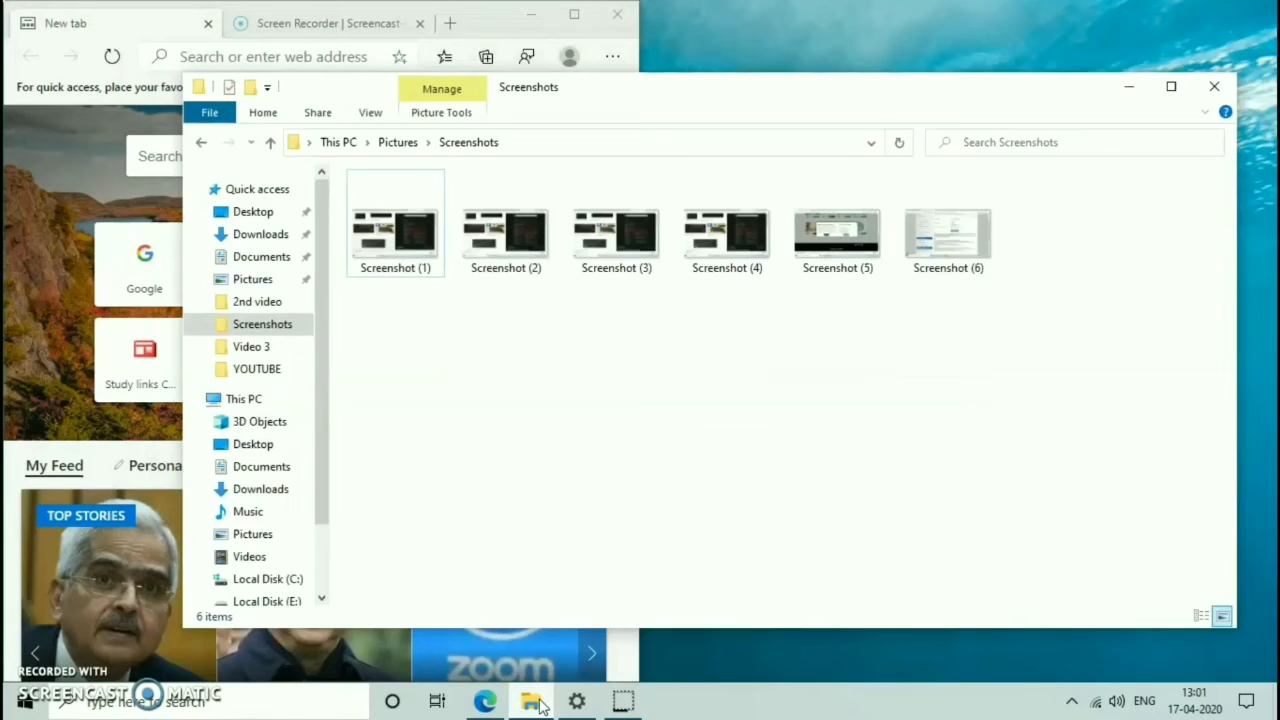 New tab
Screen Recorder | Screencast-
Search or enter web address
For quick access, place your favo
Manage
Screenshots
File
Home
Share
View
Picture Tools
This PC
Pictures
Screenshots
Search Screenshots
Search
Google
Study links C...
My Feed
Persona
TOP STORIES
Quick access
Desktop
Downloads
Documents
Pictures
2nd video
Screenshots
Video 3
YOUTUBE
This PC
3D Objects
Desktop
Documents
Downloads
Music
Pictures
Videos
Local Disk (C:)
Local Disk (E:)
Screenshot (1)
Screenshot (2)
Screenshot (3)
Screenshot (4)
Screenshot (5)
Screenshot (6)
6 items
zoom
RECORDED WITH
SCREENCAST MATIC
Type here to search
ENG
13:01
17-04-2020